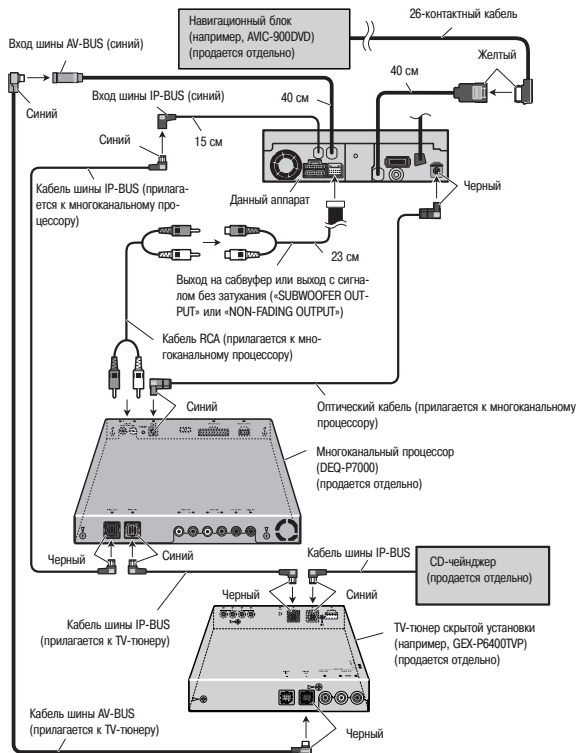 Навигационный блок
(например, AVIC-900DVD)
(продается отдельно)
26-контактный кабель
Вход шины AV-BUS (синий)
Желтый
40 см
Вход шины IP-BUS (синий)
40 см
Синий
15 см
Синий
Кабель шины IP-BUS (прилага-
ется к многоканальному про-
цессору)
Данный аппарат
Черный
23 см
Выход на сабвуфер или выход с сигна-
лом без затухания («SUBWOOFER OUT-
PUT» или «NON-FADING OUTPUT»)
Кабель RCA (прилагается к мно-
гоканальному процессору)
Синий
Оптический кабель (прилагается к многоканальному
процессору)
Многоканальный процессор
(DEQ-P7000)
(продается отдельно)
Черный
Синий
Кабель шины IP-BUS
CD-чейнджер
(продается отдельно)
Черный
Синий
Кабель шины IP-BUS
(прилагается к TV-тюнеру)
TV-тюнер скрытой установки
(например, GEX-P6400TVP)
(продается отдельно)
Кабель шины AV-BUS
(прилагается к TV-тюнеру)
Черный